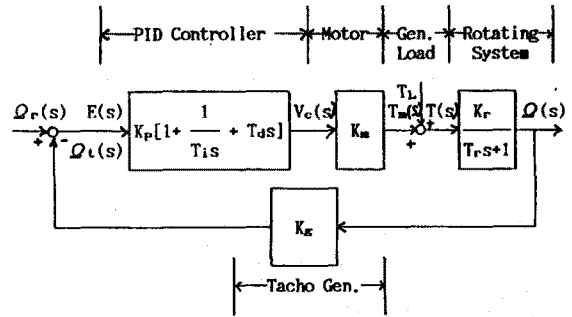 PID Controller
Motor
Gen. Load
Rotating System
Ωr(s)
+
-
E(s)
Ωt(s)
Kp[1+ 1/Tis + Tds]
Vc(s)
Km
TL
Tm(s)
+
+
T(s)
Kr
Trs+1
Ω(s)
Kg
Tacho Gen.